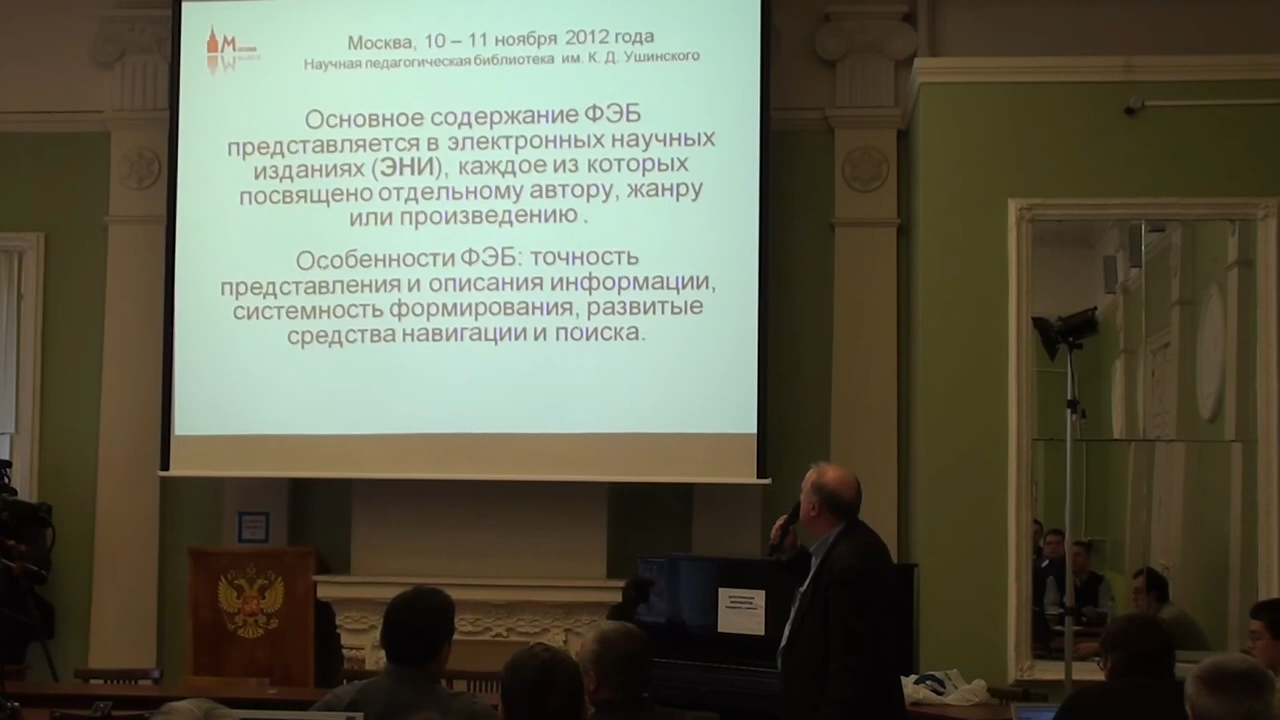 Москва, 10 – 11 ноября 2012 года
Научная педагогическая библиотека им. К. Д. Ушинского
Основное содержание ФЭБ
представляется в электронных научных
изданиях (ЭНИ), каждое из которых
посвящено отдельному автору, жанру
или произведению .
Особенности ФЭБ: точность
представления и описания информации,
системность формирования, развитые
средства навигации и поиска.